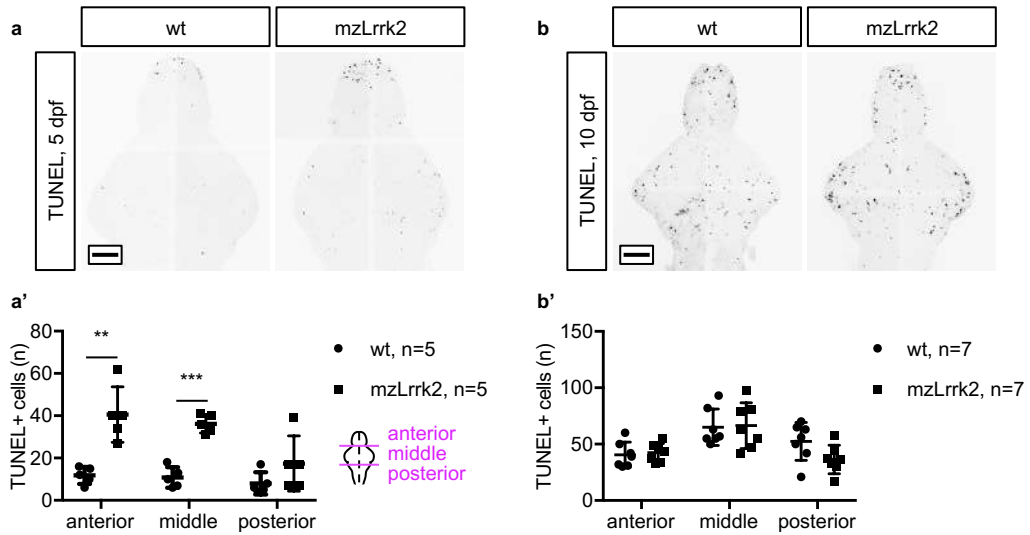 a
wt
mzLrrk2
TUNEL, 5 dpf
b
wt
mzLrrk2
TUNEL, 10 dpf
a’
TUNEL+ cells (n)
80
60
40
20
0
**
***
anterior
middle
posterior
wt, n=5
mzLrrk2, n=5
anterior
middle
posterior
b’
TUNEL+ cells (n)
150
100
50
0
anterior
middle
posterior
wt, n=7
mzLrrk2, n=7